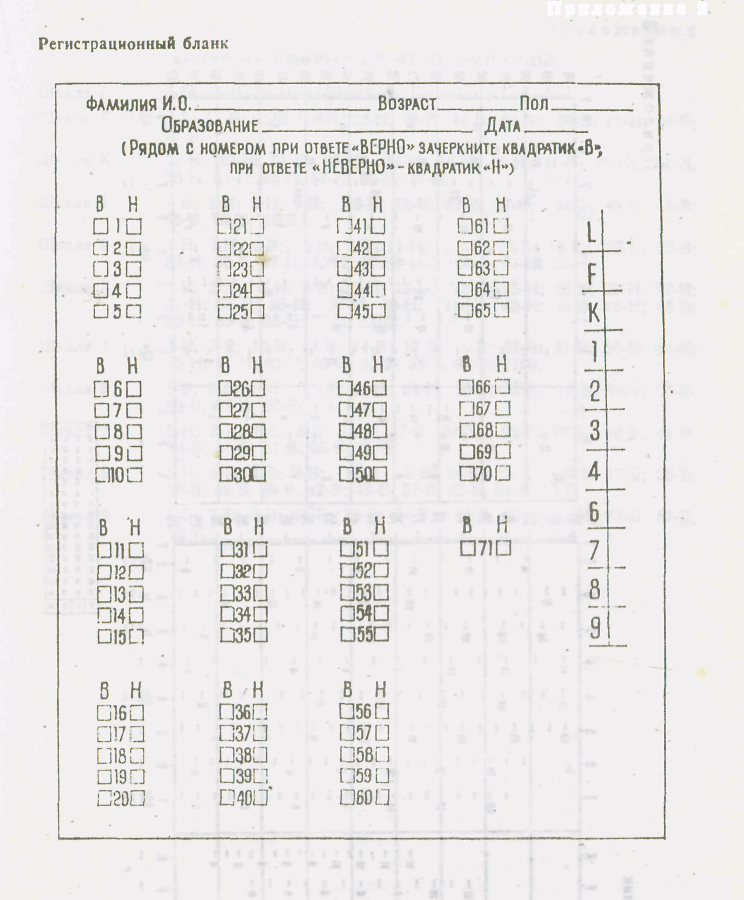 Приложение
Регистрационный бланк
ФАМИЛИЯ И.О. ВОЗРАСТ ПОЛ
ОБРАЗОВАНИЕ ДАТА
(РЯДОМ С НОМЕРОМ ПРИ ОТВЕТЕ «ВЕРНО» ЗАЧЕРКНИТЕ КВАДРАТИК «В»,
ПРИ ОТВЕТЕ «НЕВЕРНО» - КВАДРАТИК «Н»)
В Н В Н В Н В Н
1 21 41 61 L
2 22 42 62
3 23 43 63 F
4 24 44 64
5 25 45 65 K
1
В Н В Н В Н В Н
6 26 46 66 2
7 27 47 67
8 28 48 68 3
9 29 49 69
10 30 50 70 4
6
В Н В Н В Н В Н
11 31 51 71 7
12 32 52
13 33 53 8
14 34 54
15 35 55 9
В Н В Н В Н
16 36 56
17 37 57
18 38 58
19 39 59
20 40 60